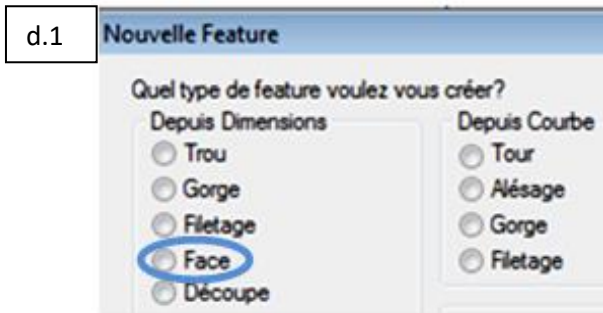 d.1
Nouvelle Feature
Quel type de feature voulez vous créer?
Depuis Dimensions
Trou
Gorge
Filetage
Face
Découpe
Depuis Courbe
Tour
Alésage
Gorge
Filetage